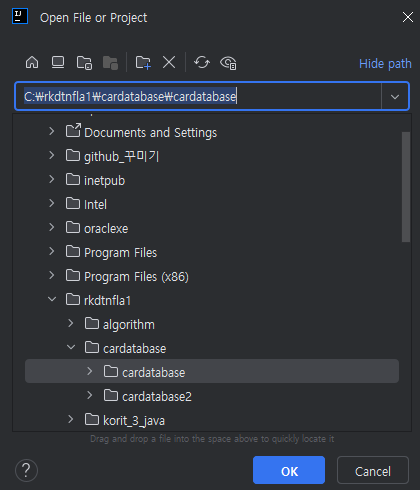 Open File or Project
Hide path
C:₩rkdtnfla1₩cardatabase₩cardatabase
Documents and Settings
github_꾸미기
inetpub
Intel
oraclexe
Program Files
Program Files (x86)
rkdtnfla1
algorithm
cardatabase
cardatabase
cardatabase2
korit_3_java
Drag and drop a file into the space above to quickly locate it
?
OK
Cancel